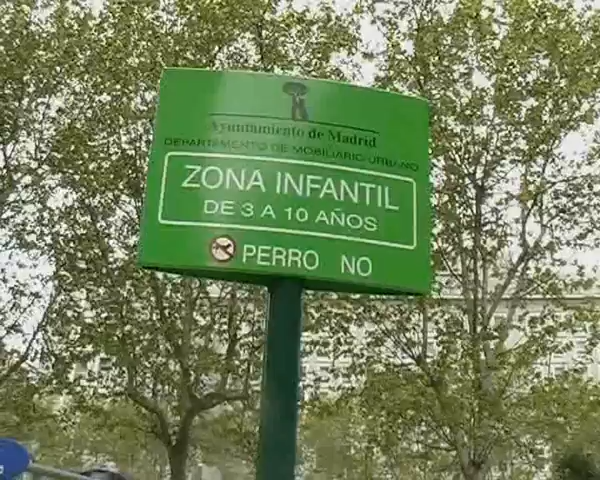 Ayuntamiento de Madrid
DEPARTAMENTO DE MOBILIARIO URBANO
ZONA INFANTIL
DE 3 A 10 AÑOS
PERRO NO